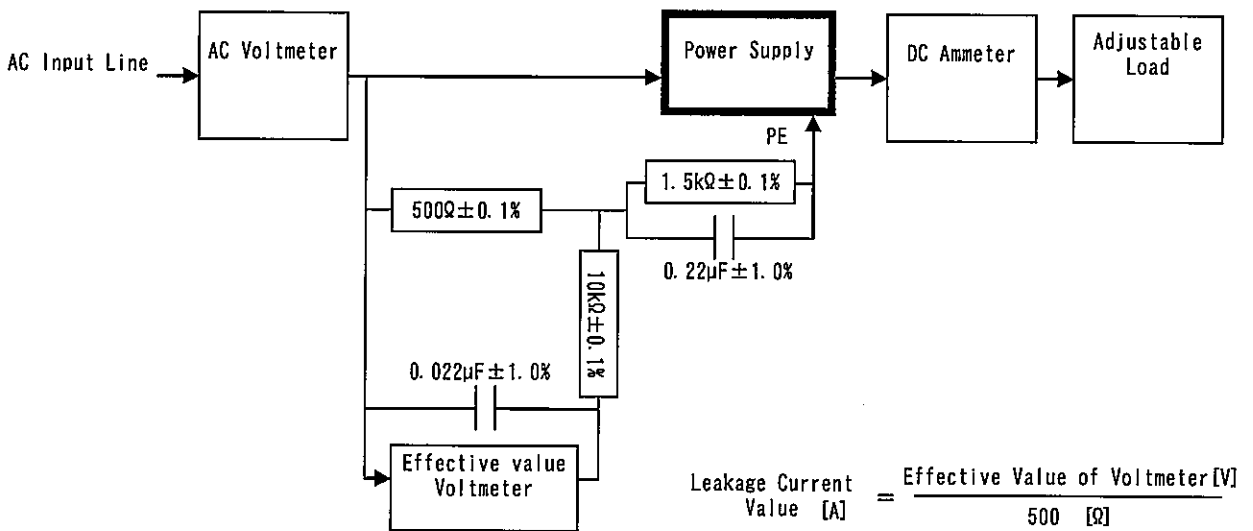 AC Input Line
AC Voltmeter
Power Supply
DC Ammeter
Adjustable
Load
PE
500Ω±0.1%
1.5kΩ±0.1%
0.22μF±1.0%
10kΩ±0.1%
0.022μF±1.0%
Effective value
Voltmeter
Leakage Current
Value [A]
= Effective Value of Voltmeter[V]
500 [Ω]